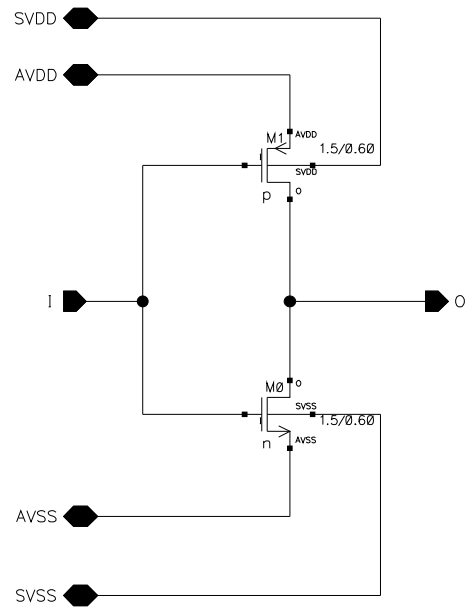 SVDD
AVDD
M1 AVDD
1.5/0.60
SVDD
p O
I O
M0 O
SVSS
1.5/0.60
n AVSS
AVSS
SVSS